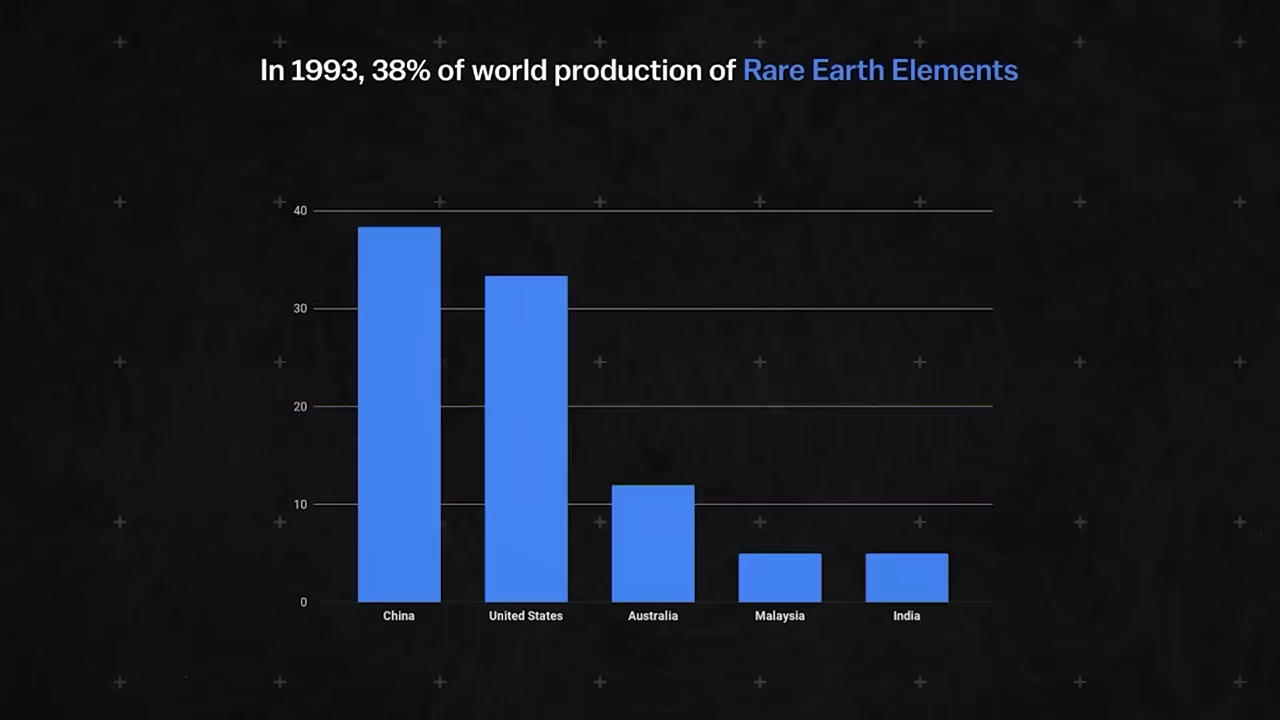 In 1993, 38% of world production of Rare Earth Elements
40
30
20
10
0
China
United States
Australia
Malaysia
India